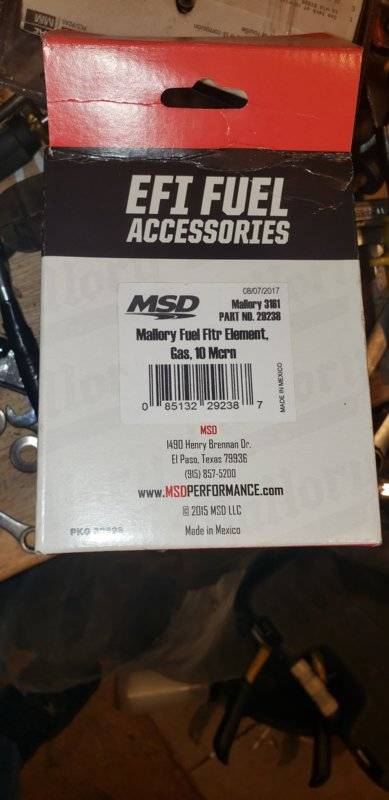 EFI FUEL
ACCESSORIES
08/07/2017
MSD
Mallory 3161
PART NO. 29238
Mallory Fuel Fltr Element,
Gas, 10 Mcrn
MADE IN MEXICO
0 85132 29238 7
MSD
1490 Henry Brennan Dr.
El Paso, Texas 79936
(915) 857-5200
www.MSDPERFORMANCE.com
© 2015 MSD LLC
Made in Mexico